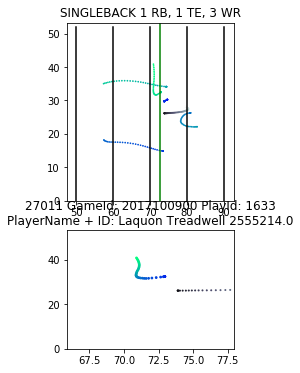 SINGLEBACK 1 RB, 1 TE, 3 WR
50
40
30
20
10
0
50 60 70 80 90
27011 GameId: 2017100900 PlayId: 1633
PlayerName + ID: Laquon Treadwell 2555214.0
40
20
0
67.5 70.0 72.5 75.0 77.5